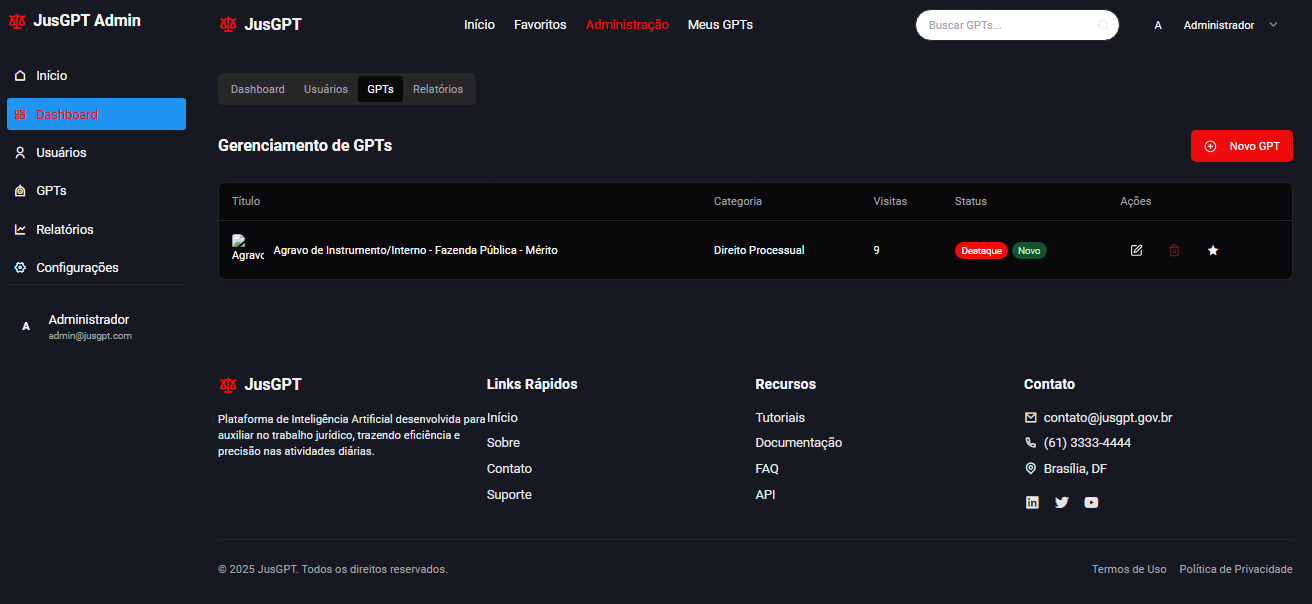 JusGPT Admin
Início
Dashboard
Usuários
GPTs
Relatórios
Configurações
A
Administrador
admin@jusgpt.com
JusGPT
Início Favoritos Administração Meus GPTs
Buscar GPTs...
A Administrador
Dashboard Usuários GPTs Relatórios
Gerenciamento de GPTs
Novo GPT
Título Categoria Visitas Status Ações
Agravo Agravo de Instrumento/Interno - Fazenda Pública - Mérito Direito Processual 9 Destaque Novo
JusGPT
Plataforma de Inteligência Artificial desenvolvida para
auxiliar no trabalho jurídico, trazendo eficiência e
precisão nas atividades diárias.
Links Rápidos
Início
Sobre
Contato
Suporte
Recursos
Tutoriais
Documentação
FAQ
API
Contato
contato@jusgpt.gov.br
(61) 3333-4444
Brasília, DF
© 2025 JusGPT. Todos os direitos reservados.
Termos de Uso Política de Privacidade